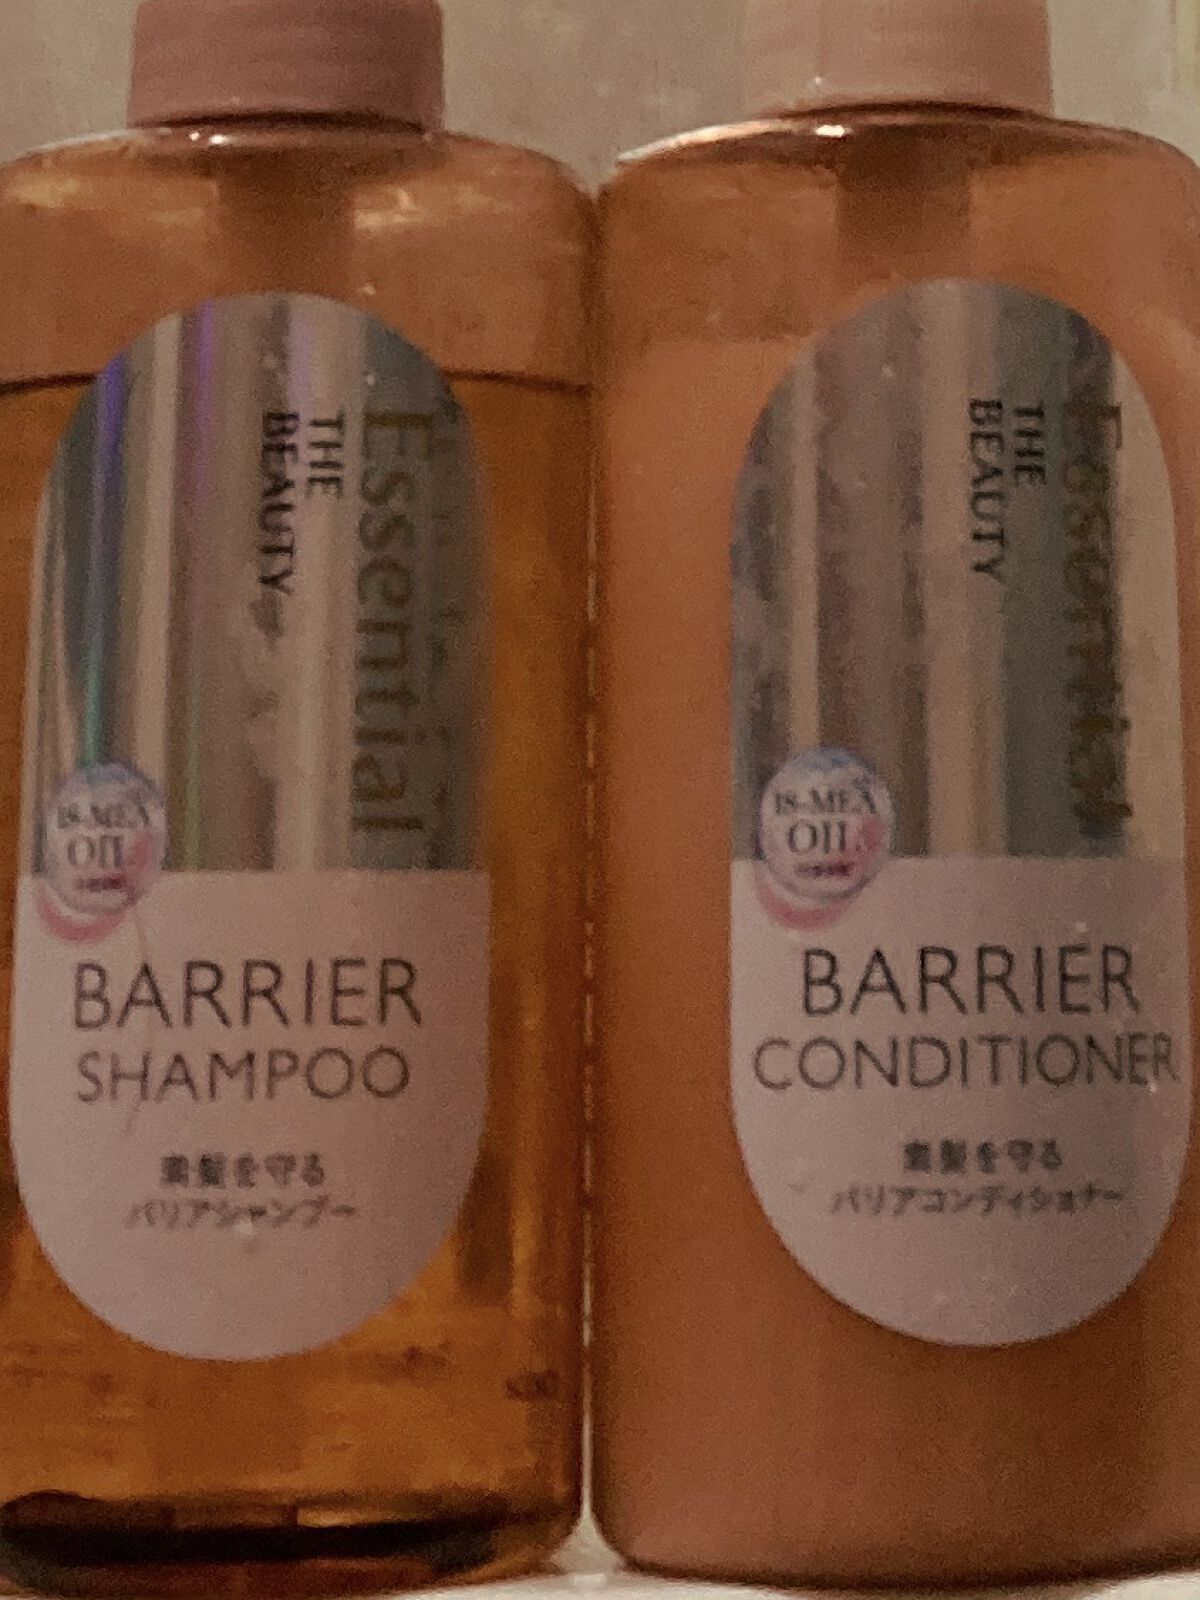 Essential
THE
BEAUTY
18-MEA
OIL
BARRIER
SHAMPOO
素髪を守る
バリアシャンプー
Essential
THE
BEAUTY
18-MEA
OIL
BARRIER
CONDITIONER
素髪を守る
バリアコンディショナー